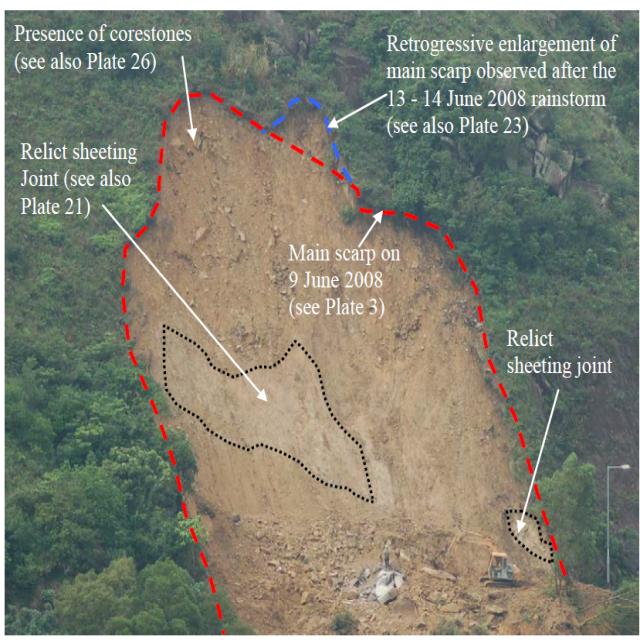 Presence of corestones
(see also Plate 26)
Retrogressive enlargement of
main scarp observed after the
13 - 14 June 2008 rainstorm
(see also Plate 23)
Relict sheeting
Joint (see also
Plate 21)
Main scarp on
9 June 2008
(see Plate 3)
Relict
sheeting joint